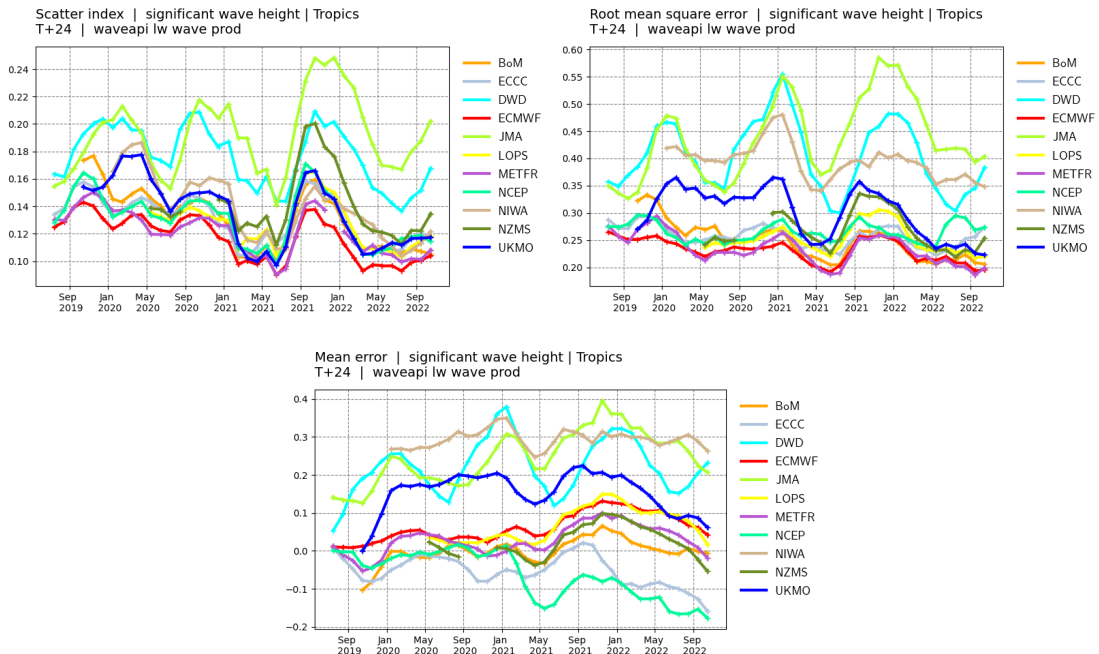 Scatter index | significant wave height | Tropics
T+24 | waveapi lw wave prod
0.24
0.22
0.20
0.18
0.16
0.14
0.12
0.10
Sep 2019
Jan 2020
May 2020
Sep 2020
Jan 2021
May 2021
Sep 2021
Jan 2022
May 2022
Sep 2022
BoM
ECCC
DWD
ECMWF
JMA
LOPS
METFR
NCEP
NIWA
NZMS
UKMO
Root mean square error | significant wave height | Tropics
T+24 | waveapi lw wave prod
0.60
0.55
0.50
0.45
0.40
0.35
0.30
0.25
0.20
Sep 2019
Jan 2020
May 2020
Sep 2020
Jan 2021
May 2021
Sep 2021
Jan 2022
May 2022
Sep 2022
BoM
ECCC
DWD
ECMWF
JMA
LOPS
METFR
NCEP
NIWA
NZMS
UKMO
Mean error | significant wave height | Tropics
T+24 | waveapi lw wave prod
0.4
0.3
0.2
0.1
0.0
−0.1
−0.2
Sep 2019
Jan 2020
May 2020
Sep 2020
Jan 2021
May 2021
Sep 2021
Jan 2022
May 2022
Sep 2022
BoM
ECCC
DWD
ECMWF
JMA
LOPS
METFR
NCEP
NIWA
NZMS
UKMO